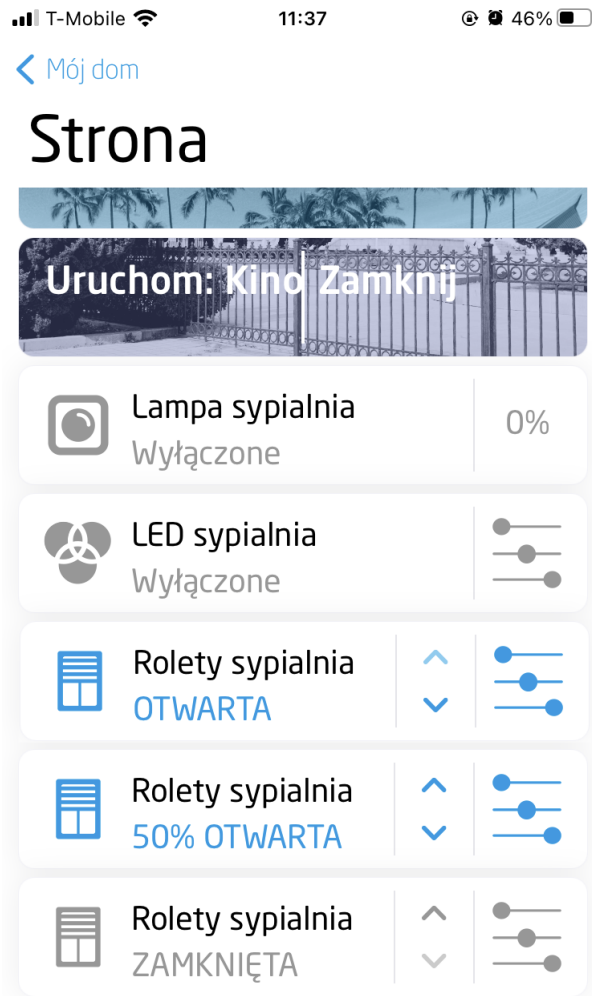 T-Mobile 11:37 46%
Mój dom
Strona
Uruchom: Kino Zamknij
Lampa sypialnia
Wyłączone
0%
LED sypialnia
Wyłączone
Rolety sypialnia
OTWARTA
Rolety sypialnia
50% OTWARTA
Rolety sypialnia
ZAMKNIĘTA